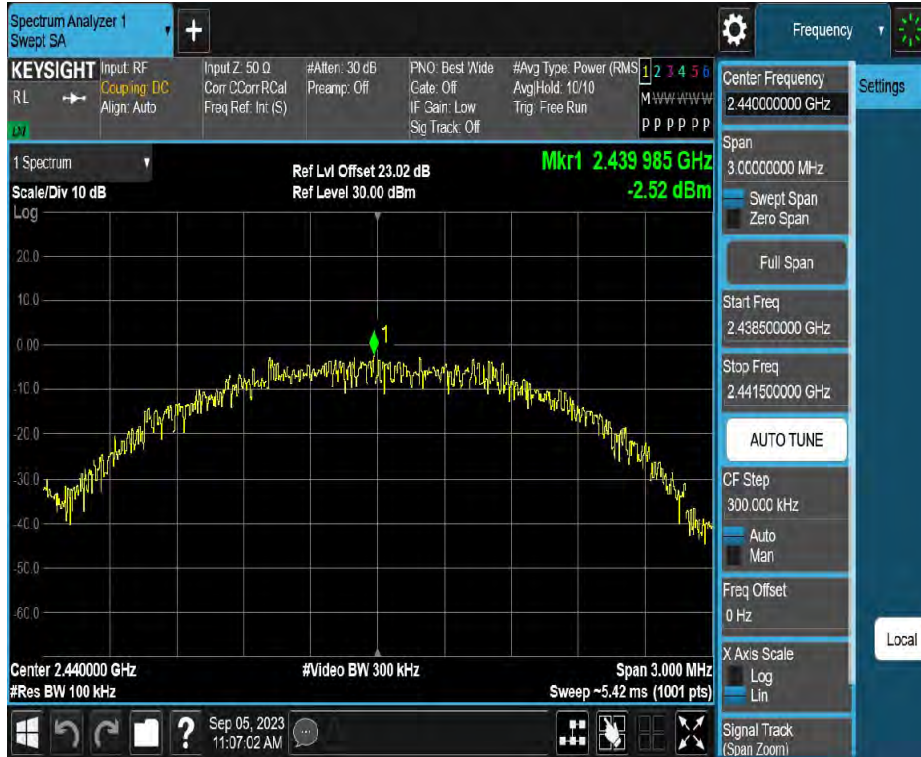 Spectrum Analyzer 1
Swept SA
+
Frequency
KEYSIGHT
RL
Input: RF
Coupling: DC
Align: Auto
Input Z: 50 Ω
Corr CCorr RCal
Freq Ref: Int (S)
#Atten: 30 dB
Preamp: Off
PNO: Best Wide
Gate: Off
IF Gain: Low
Sig Track: Off
#Avg Type: Power (RMS
Avg|Hold: 10/10
Trig: Free Run
1 2 3 4 5 6
M W W W W W
P P P P P P
1 Spectrum
Scale/Div 10 dB
Log
Ref Lvl Offset 23.02 dB
Ref Level 30.00 dBm
Mkr1 2.439 985 GHz
-2.52 dBm
20.0
10.0
0.00
-10.0
-20.0
-30.0
-40.0
-50.0
-60.0
1
Center 2.440000 GHz
#Res BW 100 kHz
#Video BW 300 kHz
Span 3.000 MHz
Sweep ~5.42 ms (1001 pts)
Center Frequency
2.440000000 GHz
Settings
Span
3.00000000 MHz
Swept Span
Zero Span
Full Span
Start Freq
2.438500000 GHz
Stop Freq
2.441500000 GHz
AUTO TUNE
CF Step
300.000 kHz
Auto
Man
Freq Offset
0 Hz
X Axis Scale
Log
Lin
Local
Signal Track
(Span Zoom)
?
Sep 05, 2023
11:07:02 AM